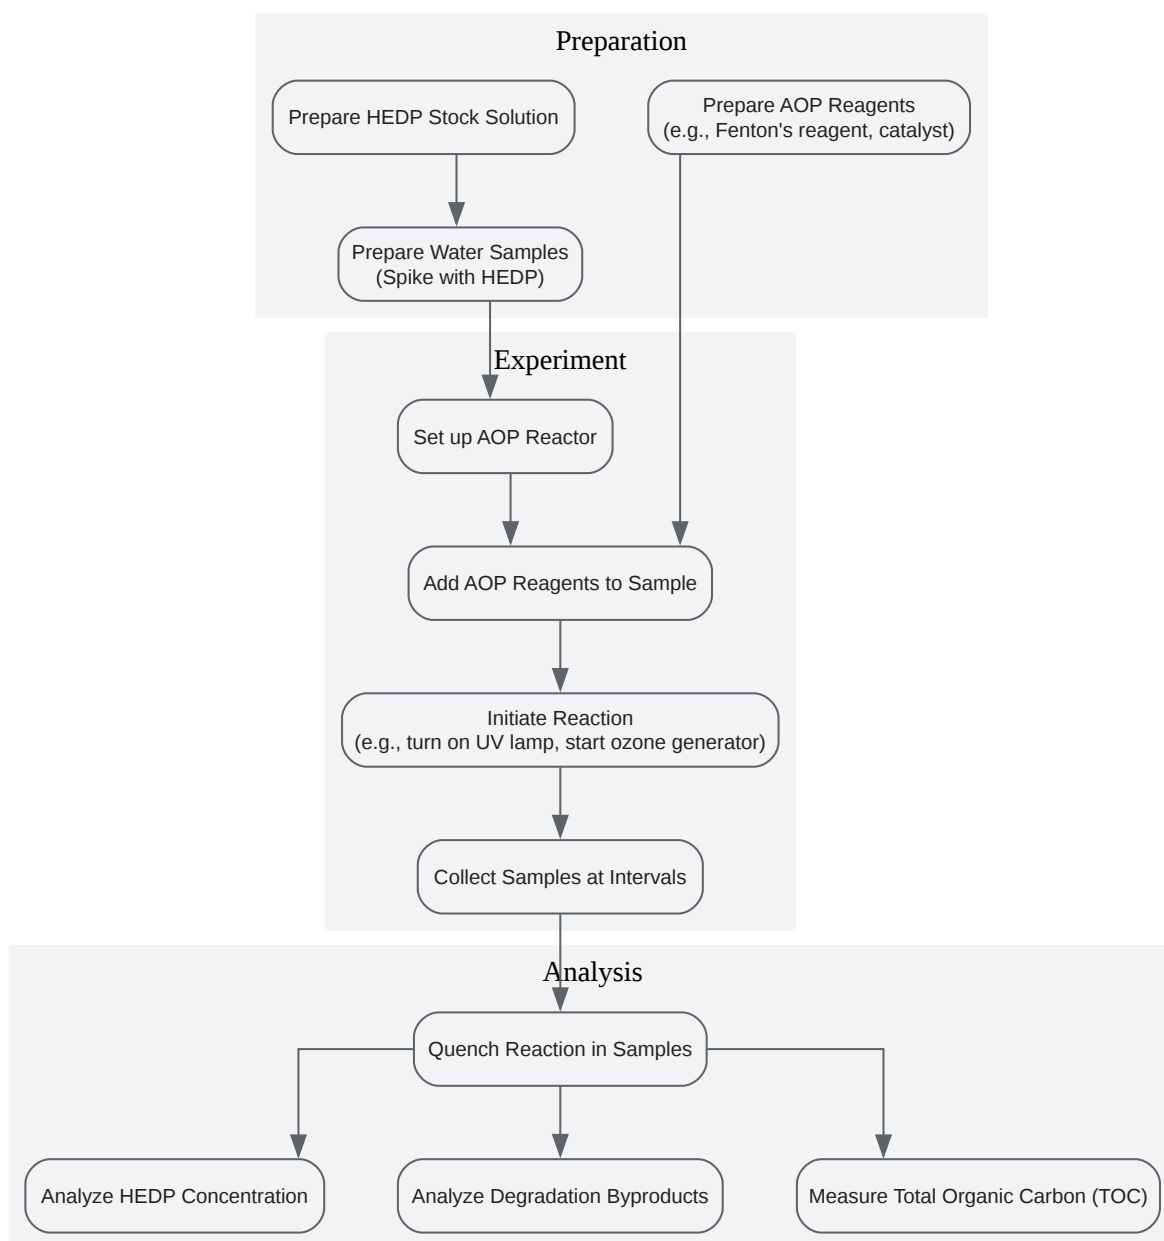 Preparation
Prepare HEDP Stock Solution
Prepare AOP Reagents
(e.g., Fenton's reagent, catalyst)
Prepare Water Samples
(Spike with HEDP)
Experiment
Set up AOP Reactor
Add AOP Reagents to Sample
Initiate Reaction
(e.g., turn on UV lamp, start ozone generator)
Collect Samples at Intervals
Analysis
Quench Reaction in Samples
Analyze HEDP Concentration
Analyze Degradation Byproducts
Measure Total Organic Carbon (TOC)